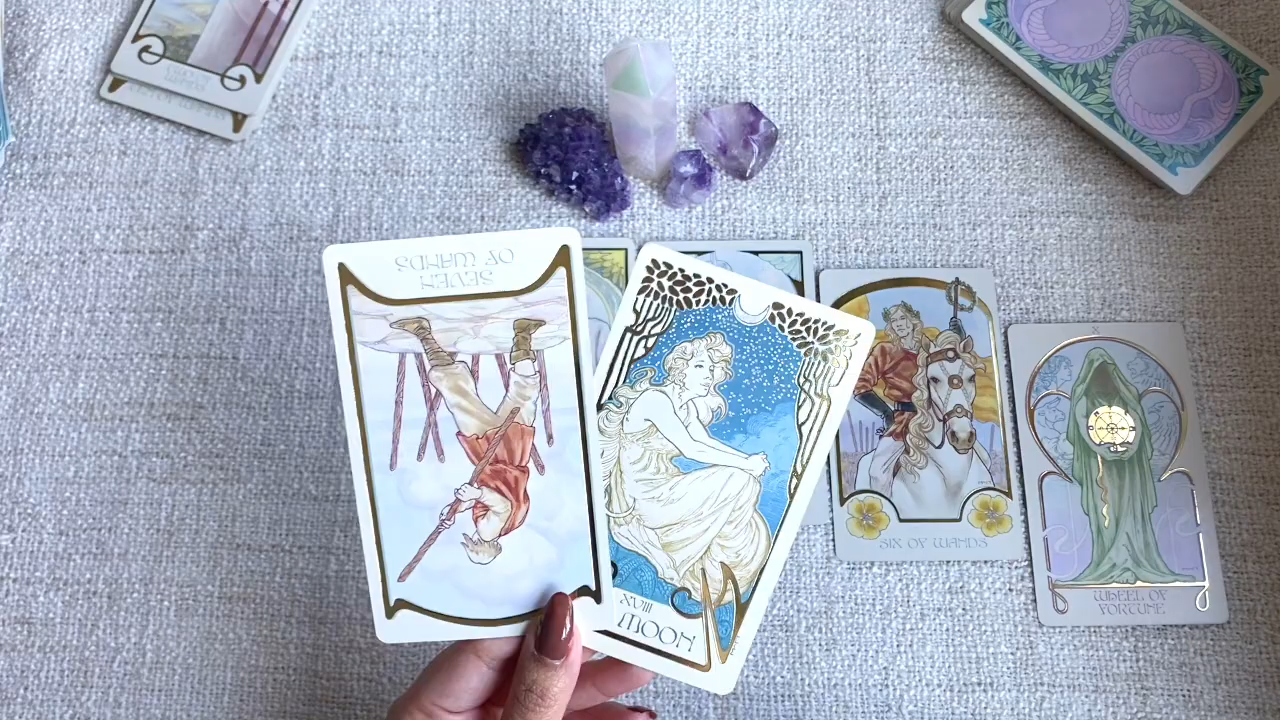 SEVEN
OF WANDS
XVIII
MOON
SIX OF WANDS
X
WHEEL OF
FORTUNE